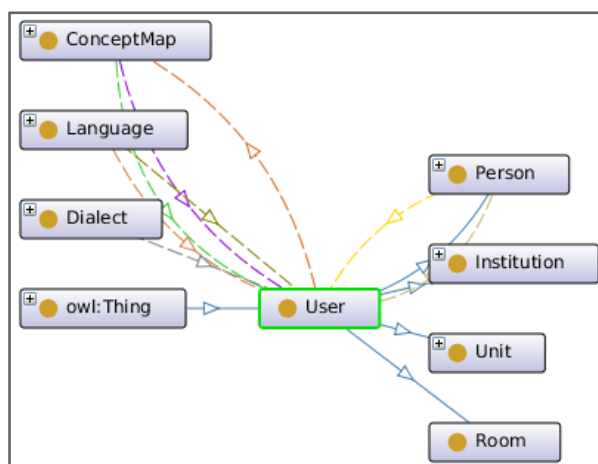 ConceptMap
Language
Dialect
owl:Thing
User
Person
Institution
Unit
Room